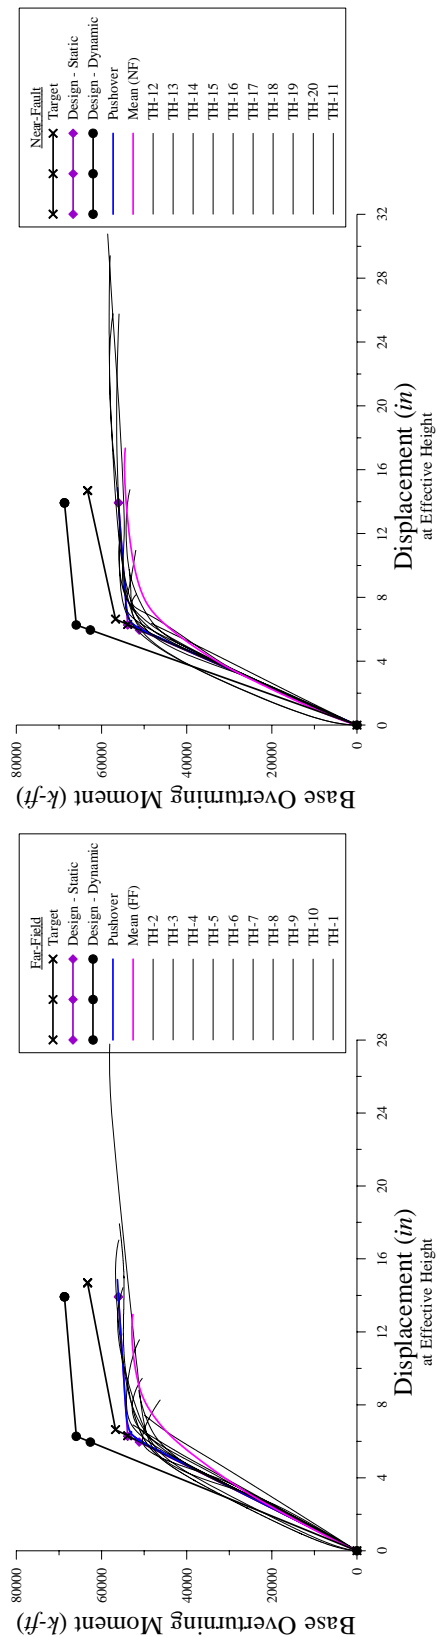 Far-Field
Target
Design - Static
Design - Dynamic
Pushover
Mean (FF)
TH-2
TH-3
TH-4
TH-5
TH-6
TH-7
TH-8
TH-9
TH-10
TH-1
80000
60000
40000
20000
0
Base Overturning Moment (k-ft)
0
4
8
12
16
20
24
28
Displacement (in)
at Effective Height
Near-Fault
Target
Design - Static
Design - Dynamic
Pushover
Mean (NF)
TH-12
TH-13
TH-14
TH-15
TH-16
TH-17
TH-18
TH-19
TH-20
TH-11
80000
60000
40000
20000
0
Base Overturning Moment (k-ft)
0
4
8
12
16
20
24
28
32
Displacement (in)
at Effective Height